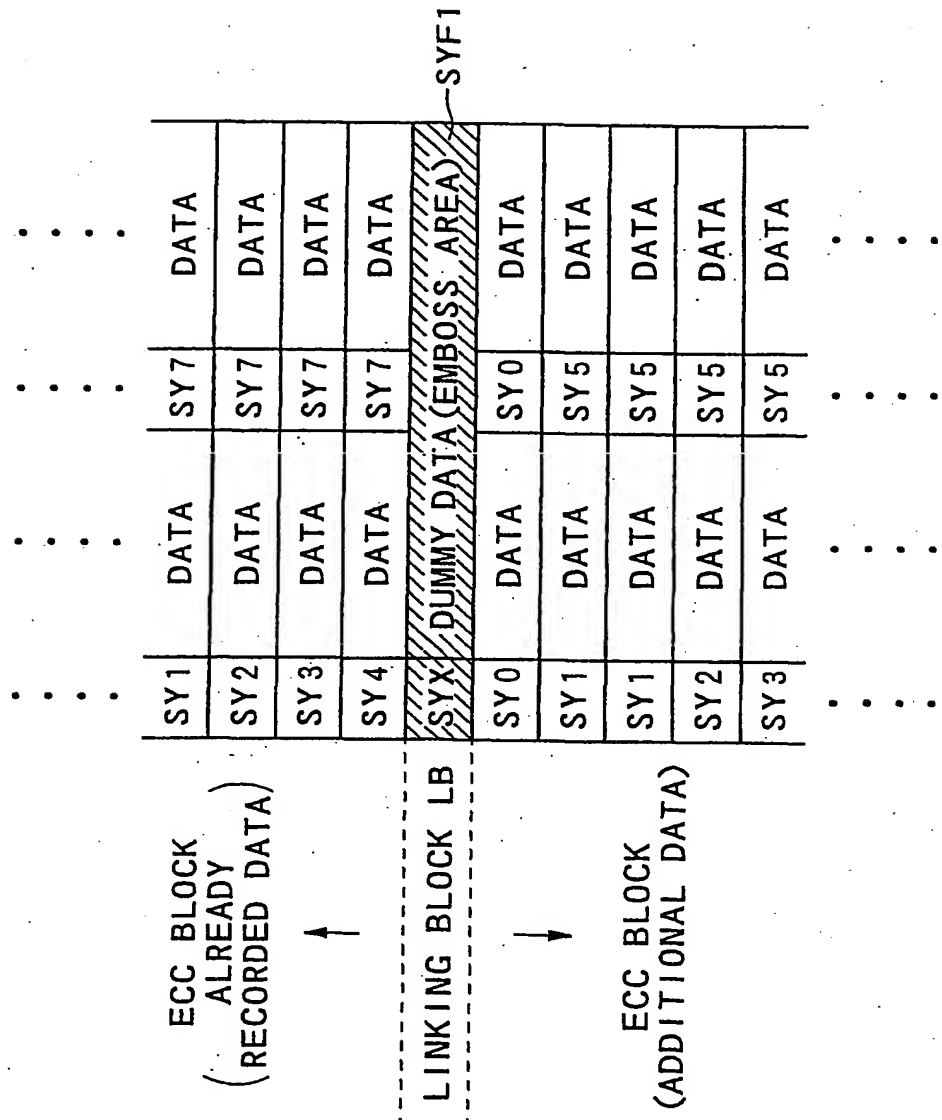 SY1 DATA SY7 DATA
ECC BLOCK
ALREADY
(RECORDED DATA)
SY2 DATA SY7 DATA
SY3 DATA SY7 DATA
SY4 DATA SY7 DATA
LINKING BLOCK LB
SYX DUMMY DATA(EMBOSS AREA)
SYF1
SY0 DATA SY0 DATA
SY1 DATA SY5 DATA
SY1 DATA SY5 DATA
SY2 DATA SY5 DATA
SY3 DATA SY5 DATA
ECC BLOCK
(ADDITIONAL DATA)